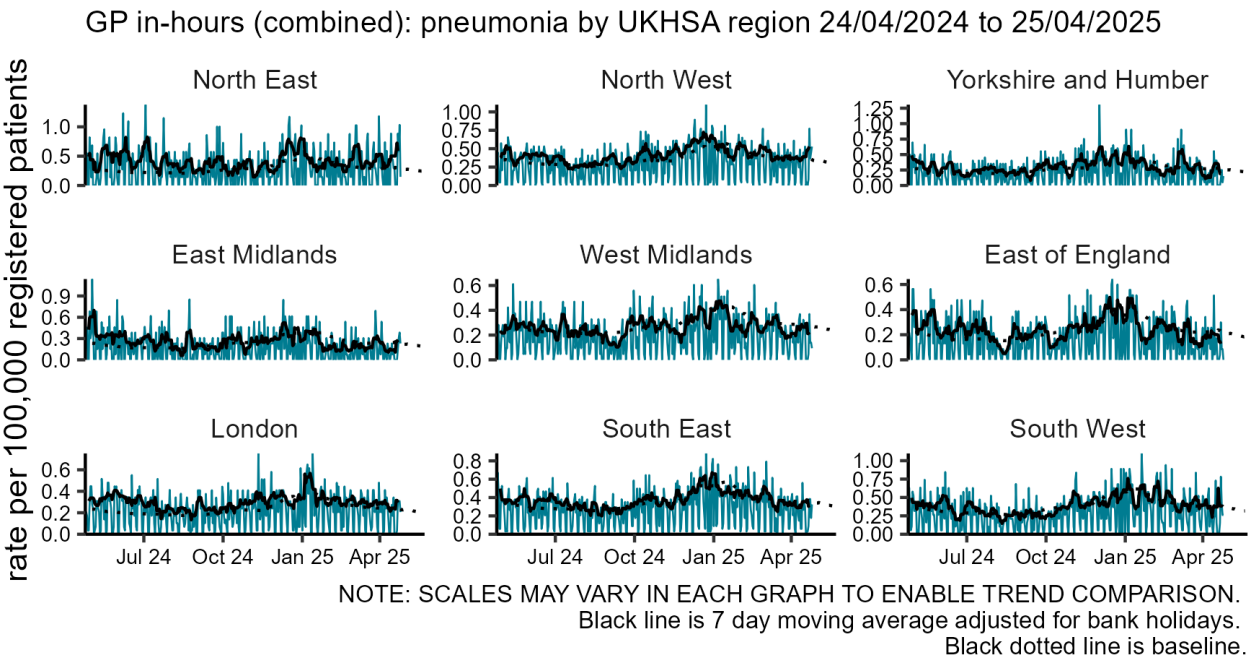 GP in-hours (combined): pneumonia by UKHSA region 24/04/2024 to 25/04/2025
rate per 100,000 registered patients
North East
1.0
0.5
0.0
North West
1.00
0.75
0.50
0.25
0.00
Yorkshire and Humber
1.25
1.00
0.75
0.50
0.25
0.00
East Midlands
0.9
0.6
0.3
0.0
West Midlands
0.6
0.4
0.2
0.0
East of England
0.6
0.4
0.2
0.0
London
0.6
0.4
0.2
0.0
South East
0.8
0.6
0.4
0.2
0.0
South West
1.00
0.75
0.50
0.25
0.00
Jul 24 Oct 24 Jan 25 Apr 25
Jul 24 Oct 24 Jan 25 Apr 25
Jul 24 Oct 24 Jan 25 Apr 25
NOTE: SCALES MAY VARY IN EACH GRAPH TO ENABLE TREND COMPARISON.
Black line is 7 day moving average adjusted for bank holidays.
Black dotted line is baseline.